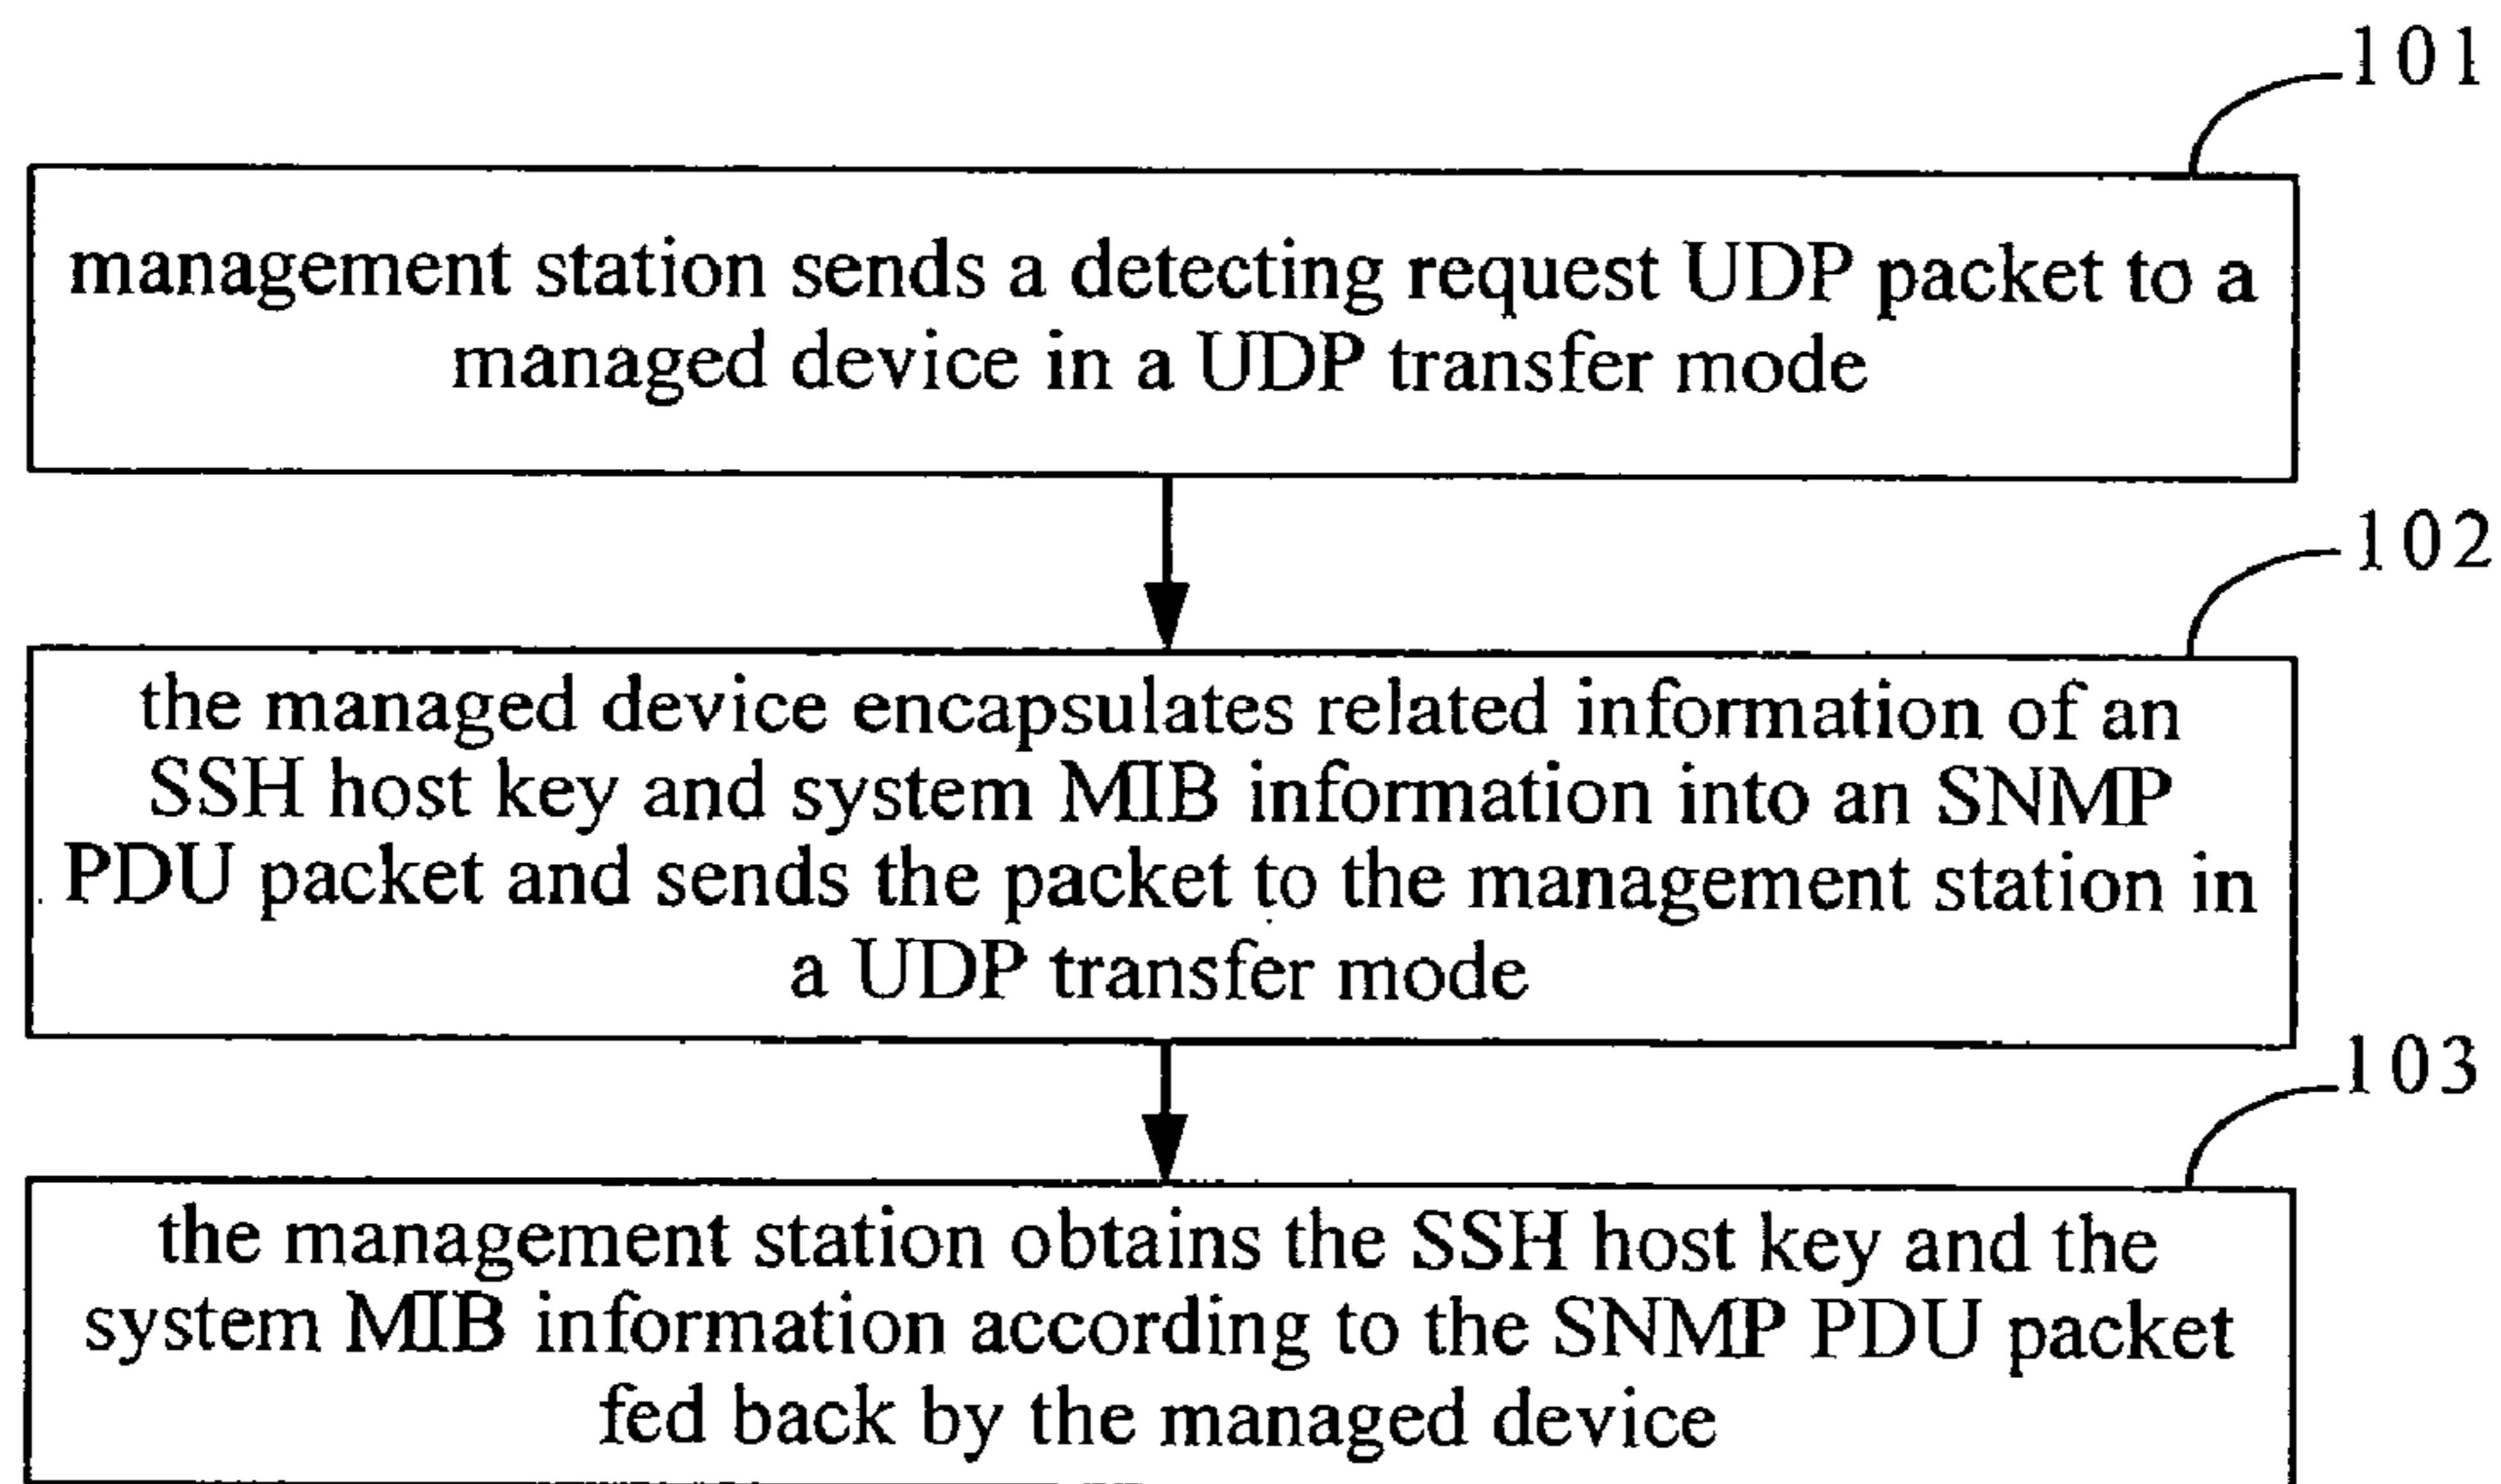 101
management station sends a detecting request UDP packet to a
managed device in a UDP transfer mode
102
the managed device encapsulates related information of an
SSH host key and system MIB information into an SNMP
PDU packet and sends the packet to the management station in
a UDP transfer mode
103
the management station obtains the SSH host key and the
system MIB information according to the SNMP PDU packet
fed back by the managed device